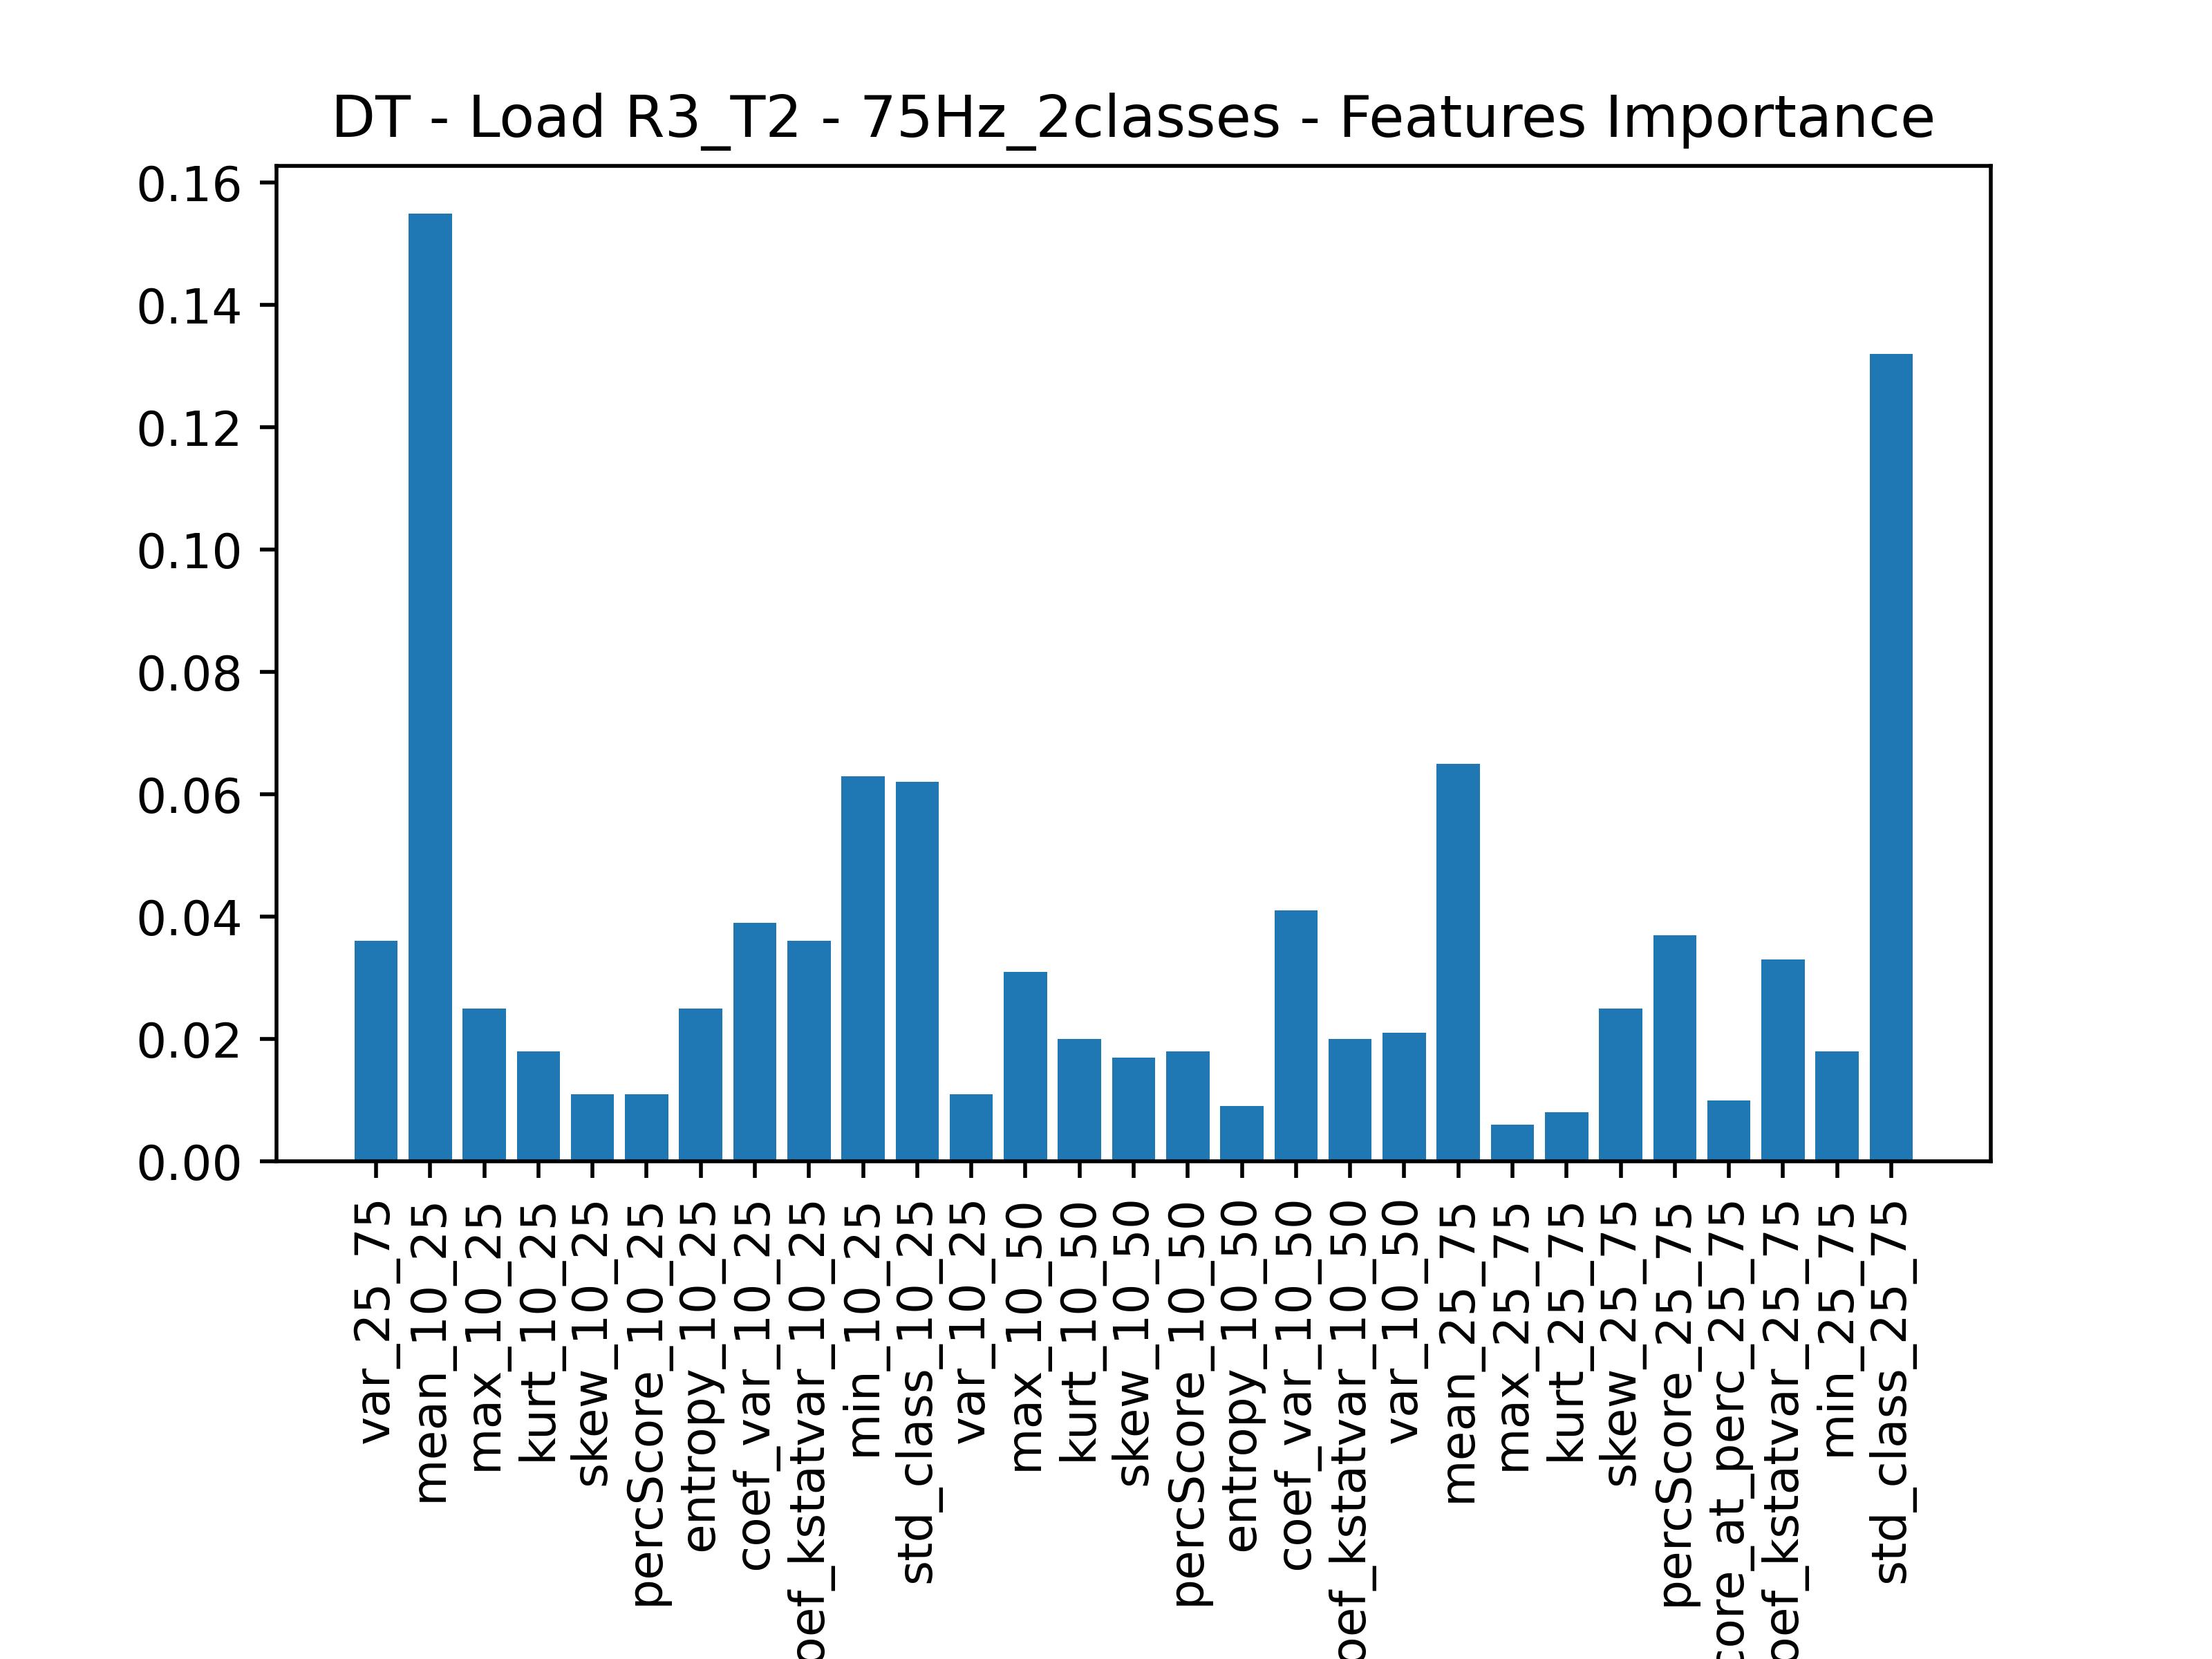 DT - Load R3_T2 - 75Hz_2classes - Features Importance
0.16
0.14
0.12
0.10
0.08
0.06
0.04
0.02
0.00
var_25_75
mean_10_25
max_10_25
kurt_10_25
skew_10_25
percScore_10_25
entropy_10_25
coef_var_10_25
oef_kstatvar_10_25
min_10_25
std_class_10_25
var_10_25
max_10_50
kurt_10_50
skew_10_50
percScore_10_50
entropy_10_50
coef_var_10_50
oef_kstatvar_10_50
var_10_50
mean_25_75
max_25_75
kurt_25_75
skew_25_75
percScore_25_75
core_at_perc_25_75
oef_kstatvar_25_75
min_25_75
std_class_25_75